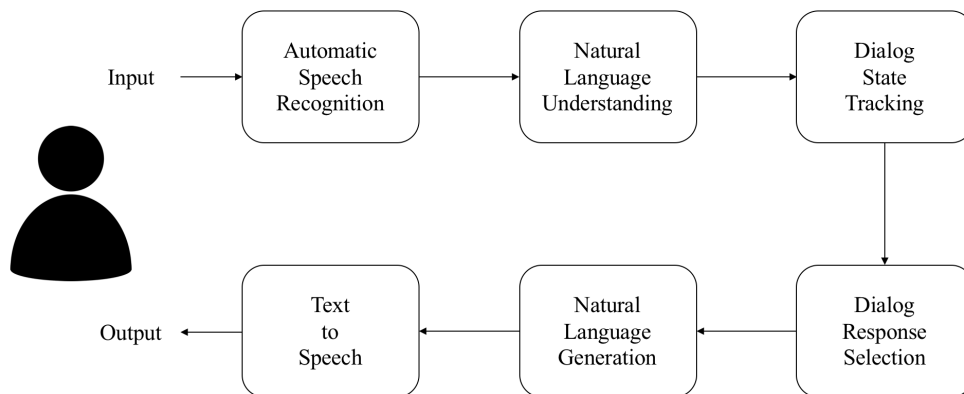 Input
Automatic
Speech
Recognition
Natural
Language
Understanding
Dialog
State
Tracking
Dialog
Response
Selection
Natural
Language
Generation
Text
to
Speech
Output